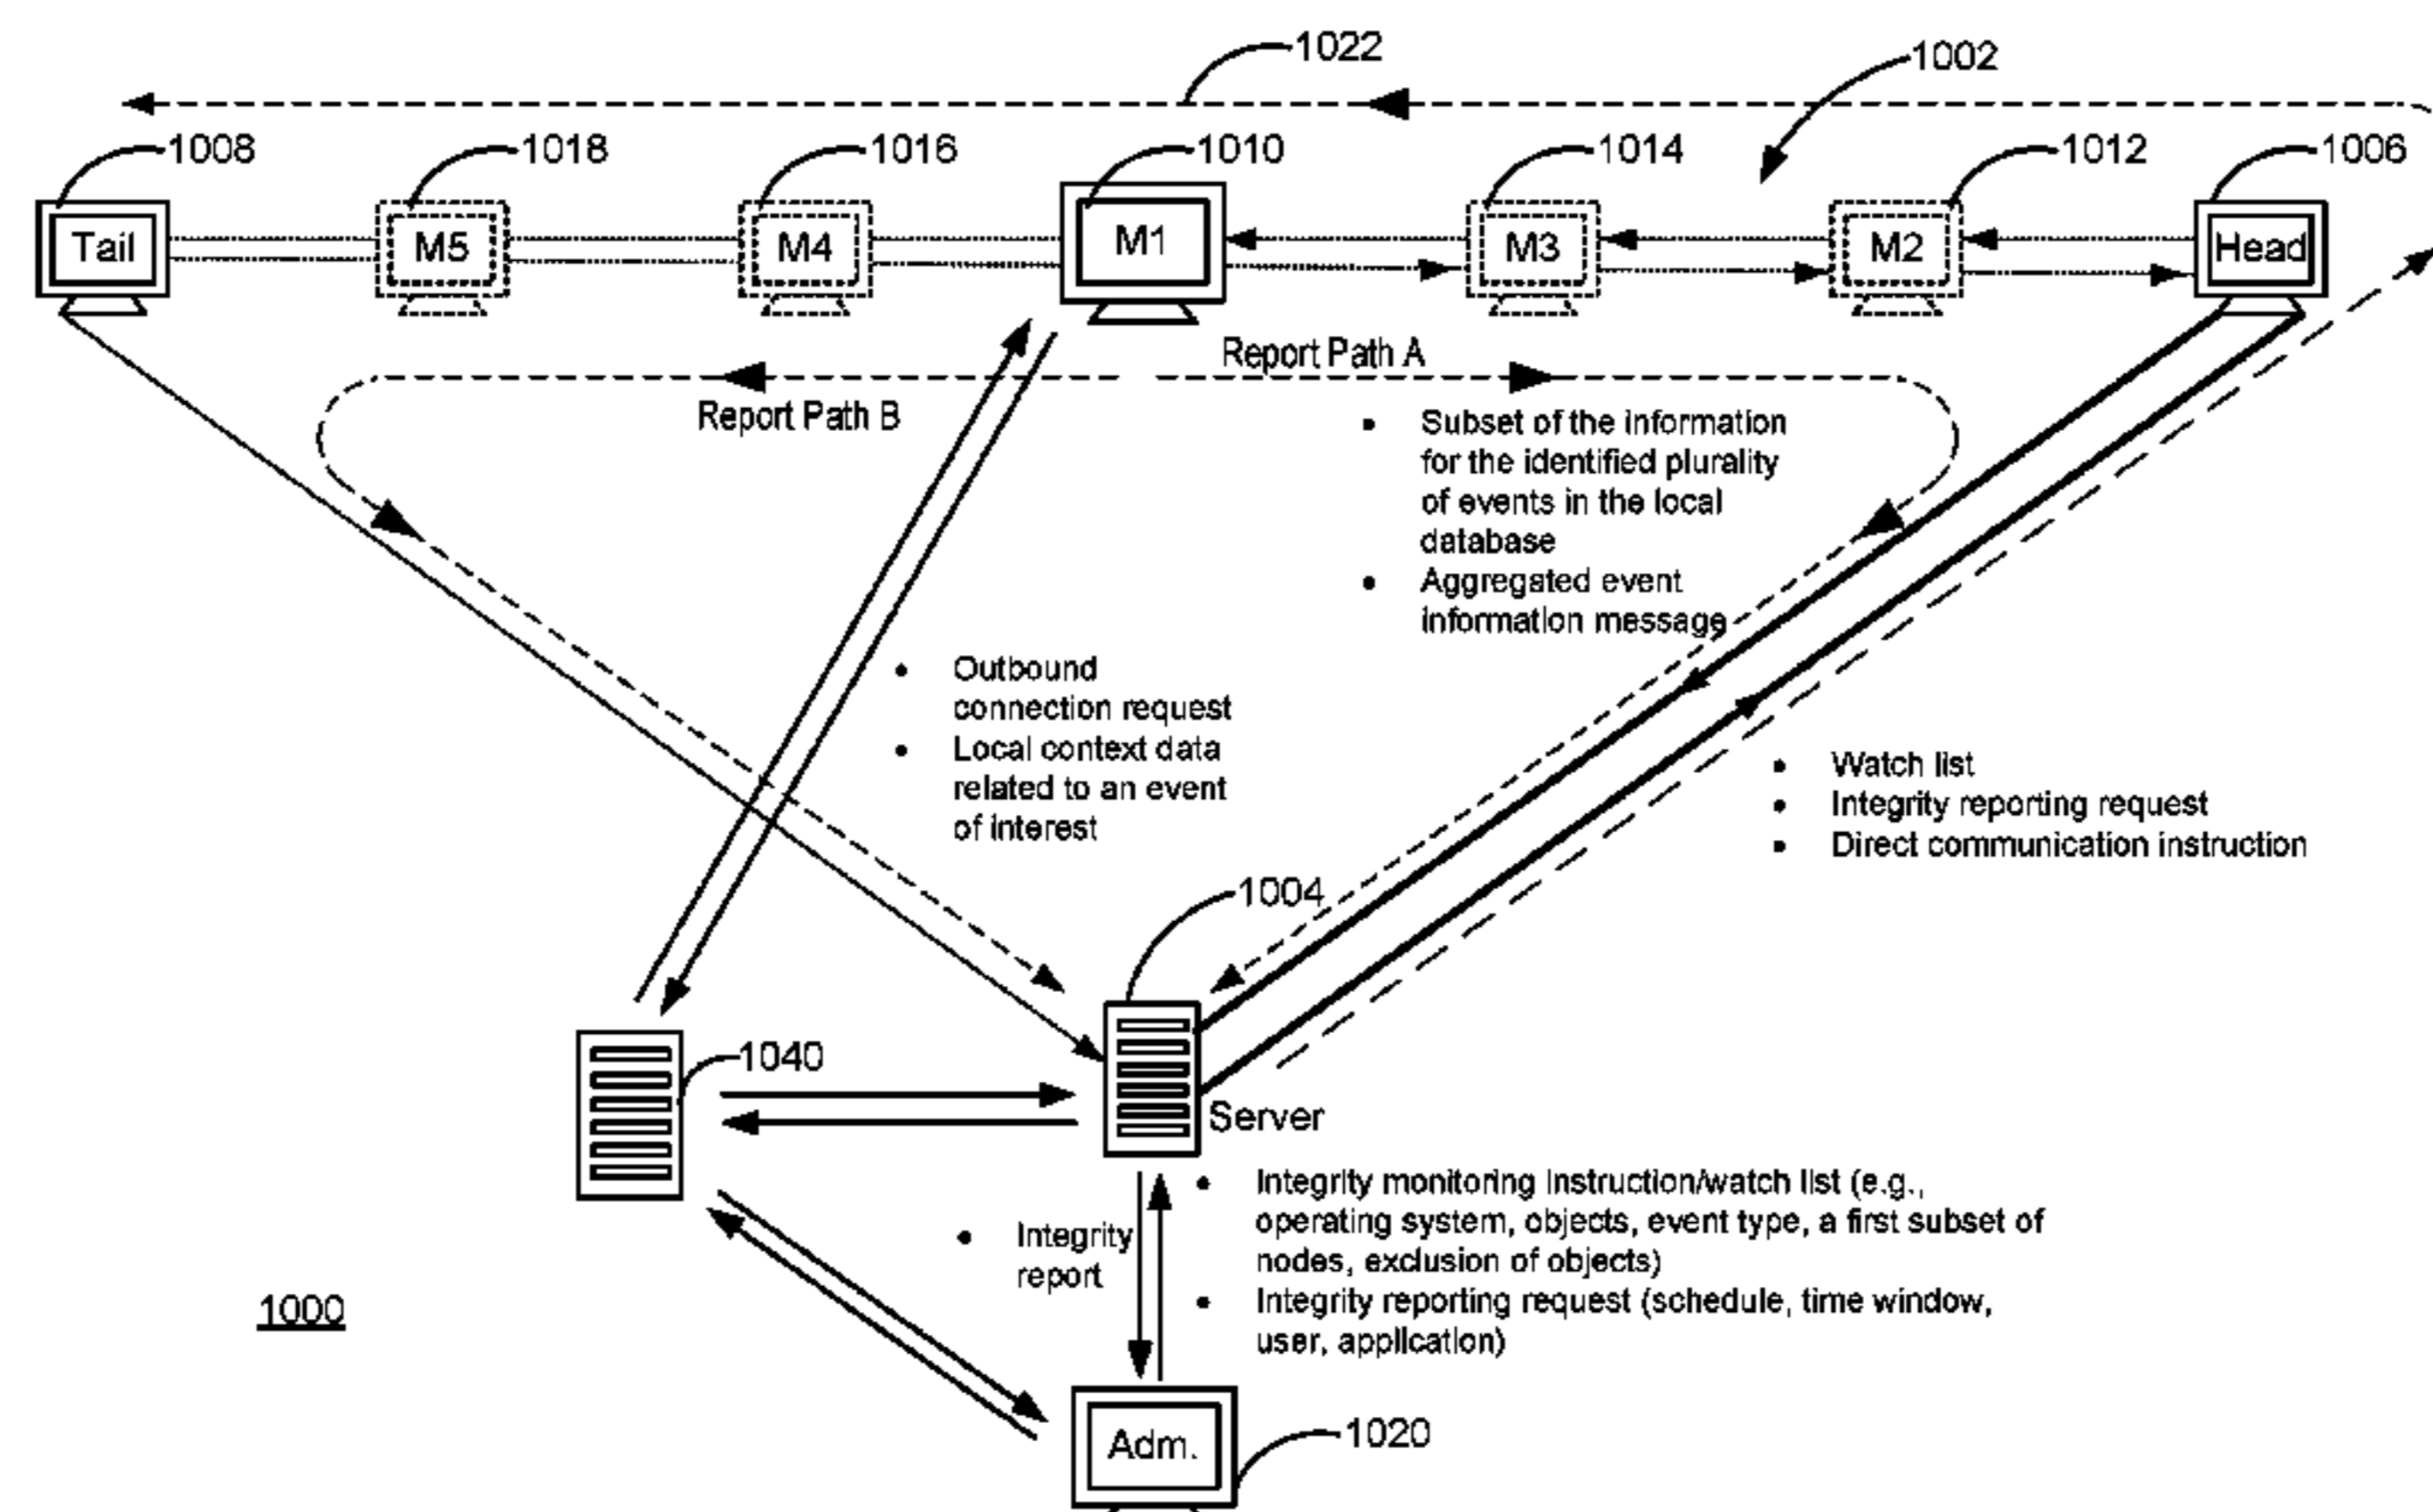 1022
1002
1008
1018
1016
1010
1014
1012
1006
Tail
M5
M4
M1
M3
M2
Head
Report Path A
Report Path B
• Subset of the information
for the identified plurality
of events in the local
database
• Aggregated event
information message
• Outbound
connection request
• Local context data
related to an event
of interest
• Watch list
• Integrity reporting request
• Direct communication instruction
1004
1040
Server
• Integrity
report
• Integrity monitoring instruction/watch list (e.g.,
operating system, objects, event type, a first subset of
nodes, exclusion of objects)
• Integrity reporting request (schedule, time window,
user, application)
1000
Adm.
1020